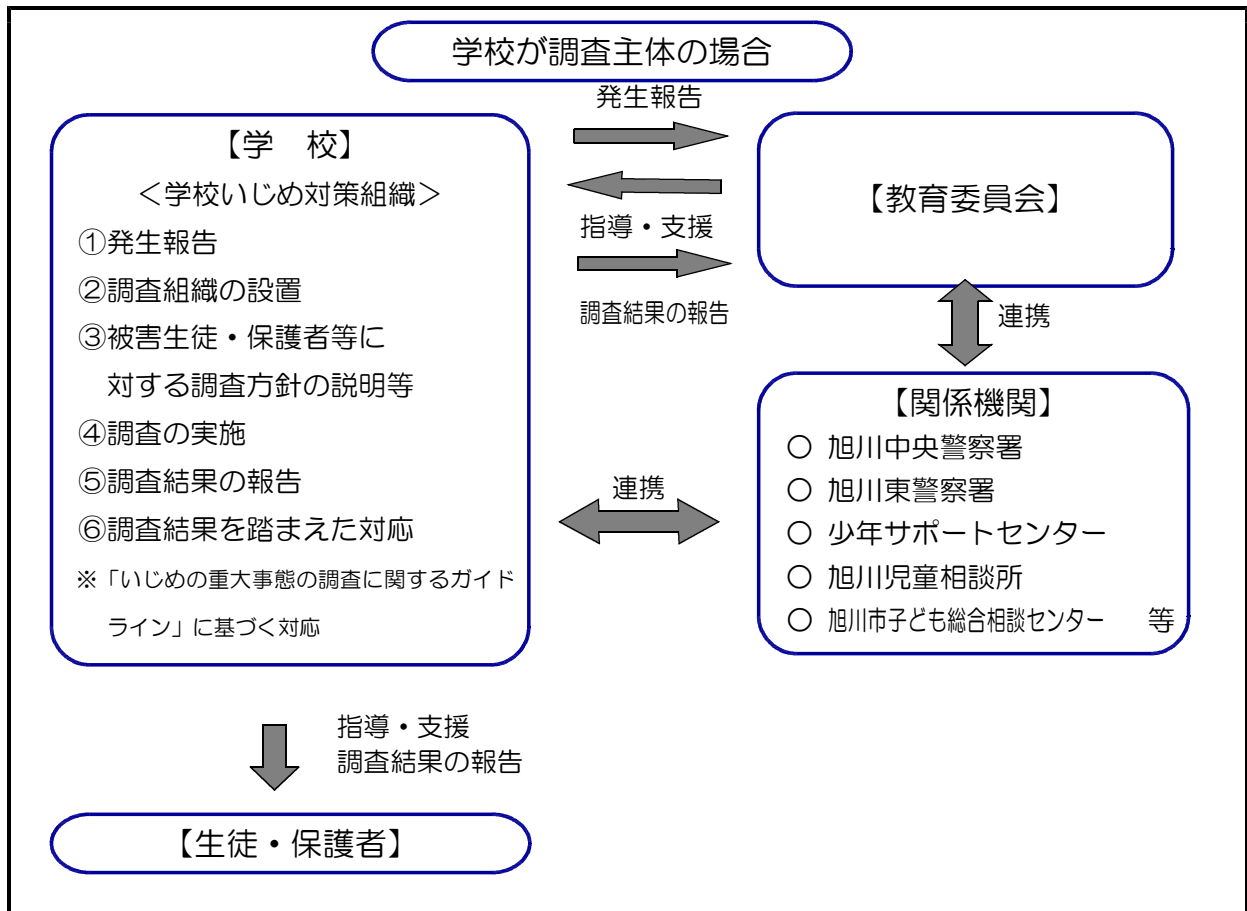 学校が調査主体の場合
発生報告
【学　校】
＜学校いじめ対策組織＞
①発生報告
②調査組織の設置
③被害生徒・保護者等に
対する調査方針の説明等
④調査の実施
⑤調査結果の報告
⑥調査結果を踏まえた対応
※「いじめの重大事態の調査に関するガイド
ライン」に基づく対応
指導・支援
調査結果の報告
【教育委員会】
連携
連携
【関係機関】
○ 旭川中央警察署
○ 旭川東警察署
○ 少年サポートセンター
○ 旭川児童相談所
○ 旭川市子ども総合相談センター　等
指導・支援
調査結果の報告
【生徒・保護者】